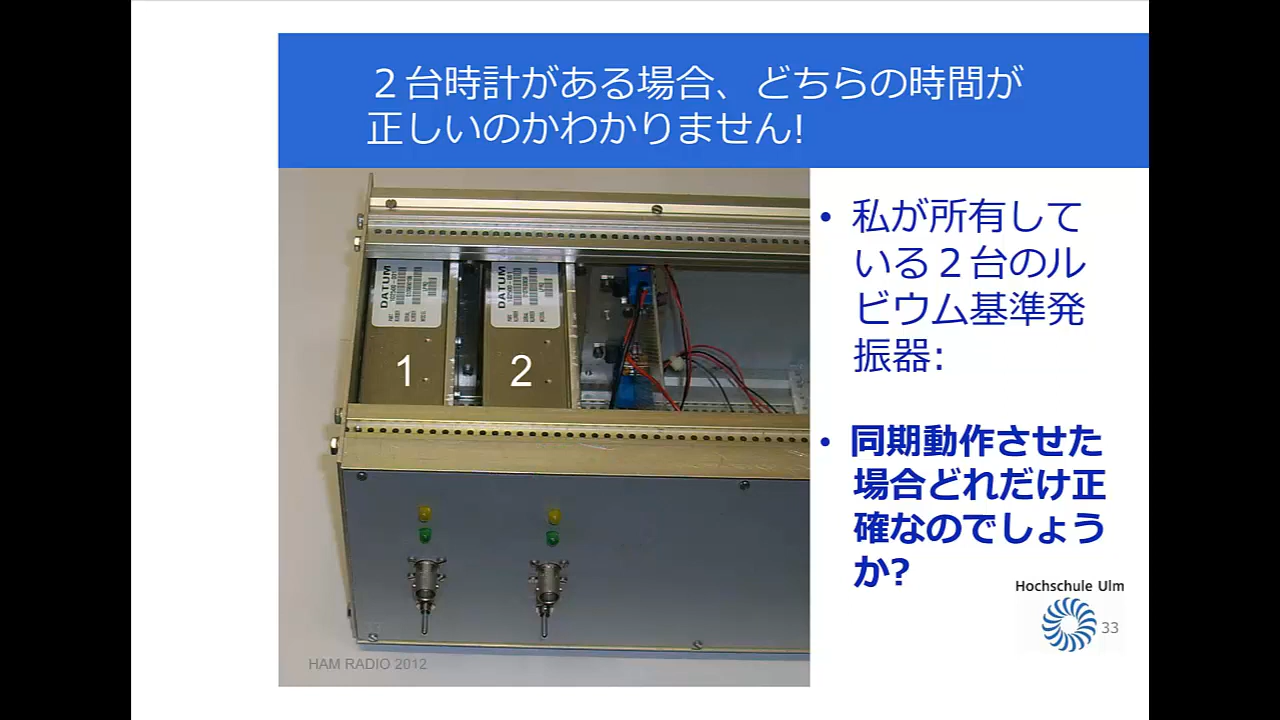 ２台時計がある場合、どちらの時間が
正しいのかわかりません!
• 私が所有して
いる２台のル
ビウム基準発
振器:
• 同期動作させた
場合どれだけ正
確なのでしょう
か?
DATUM
DATUM
1
2
Hochschule Ulm
33
HAM RADIO 2012